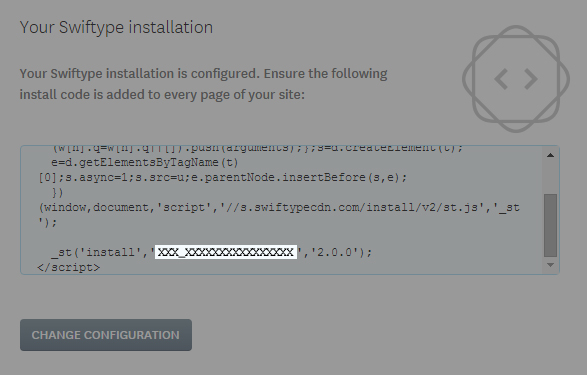 Your Swiftype installation
Your Swiftype installation is configured. Ensure the following
install code is added to every page of your site:
(w[n].q=w[n].q||[]).push(arguments);};s=d.createElement(t);
e=d.getElementsByTagName(t)
[0];s.async=1;s.src=u;e.parentNode.insertBefore(s,e);
})
(window,document,'script','//s.swiftypecdn.com/install/v2/st.js','_st
');
_st('install','XXX_XXXXXXXXXXXXXXXX','2.0.0');
</script>
CHANGE CONFIGURATION